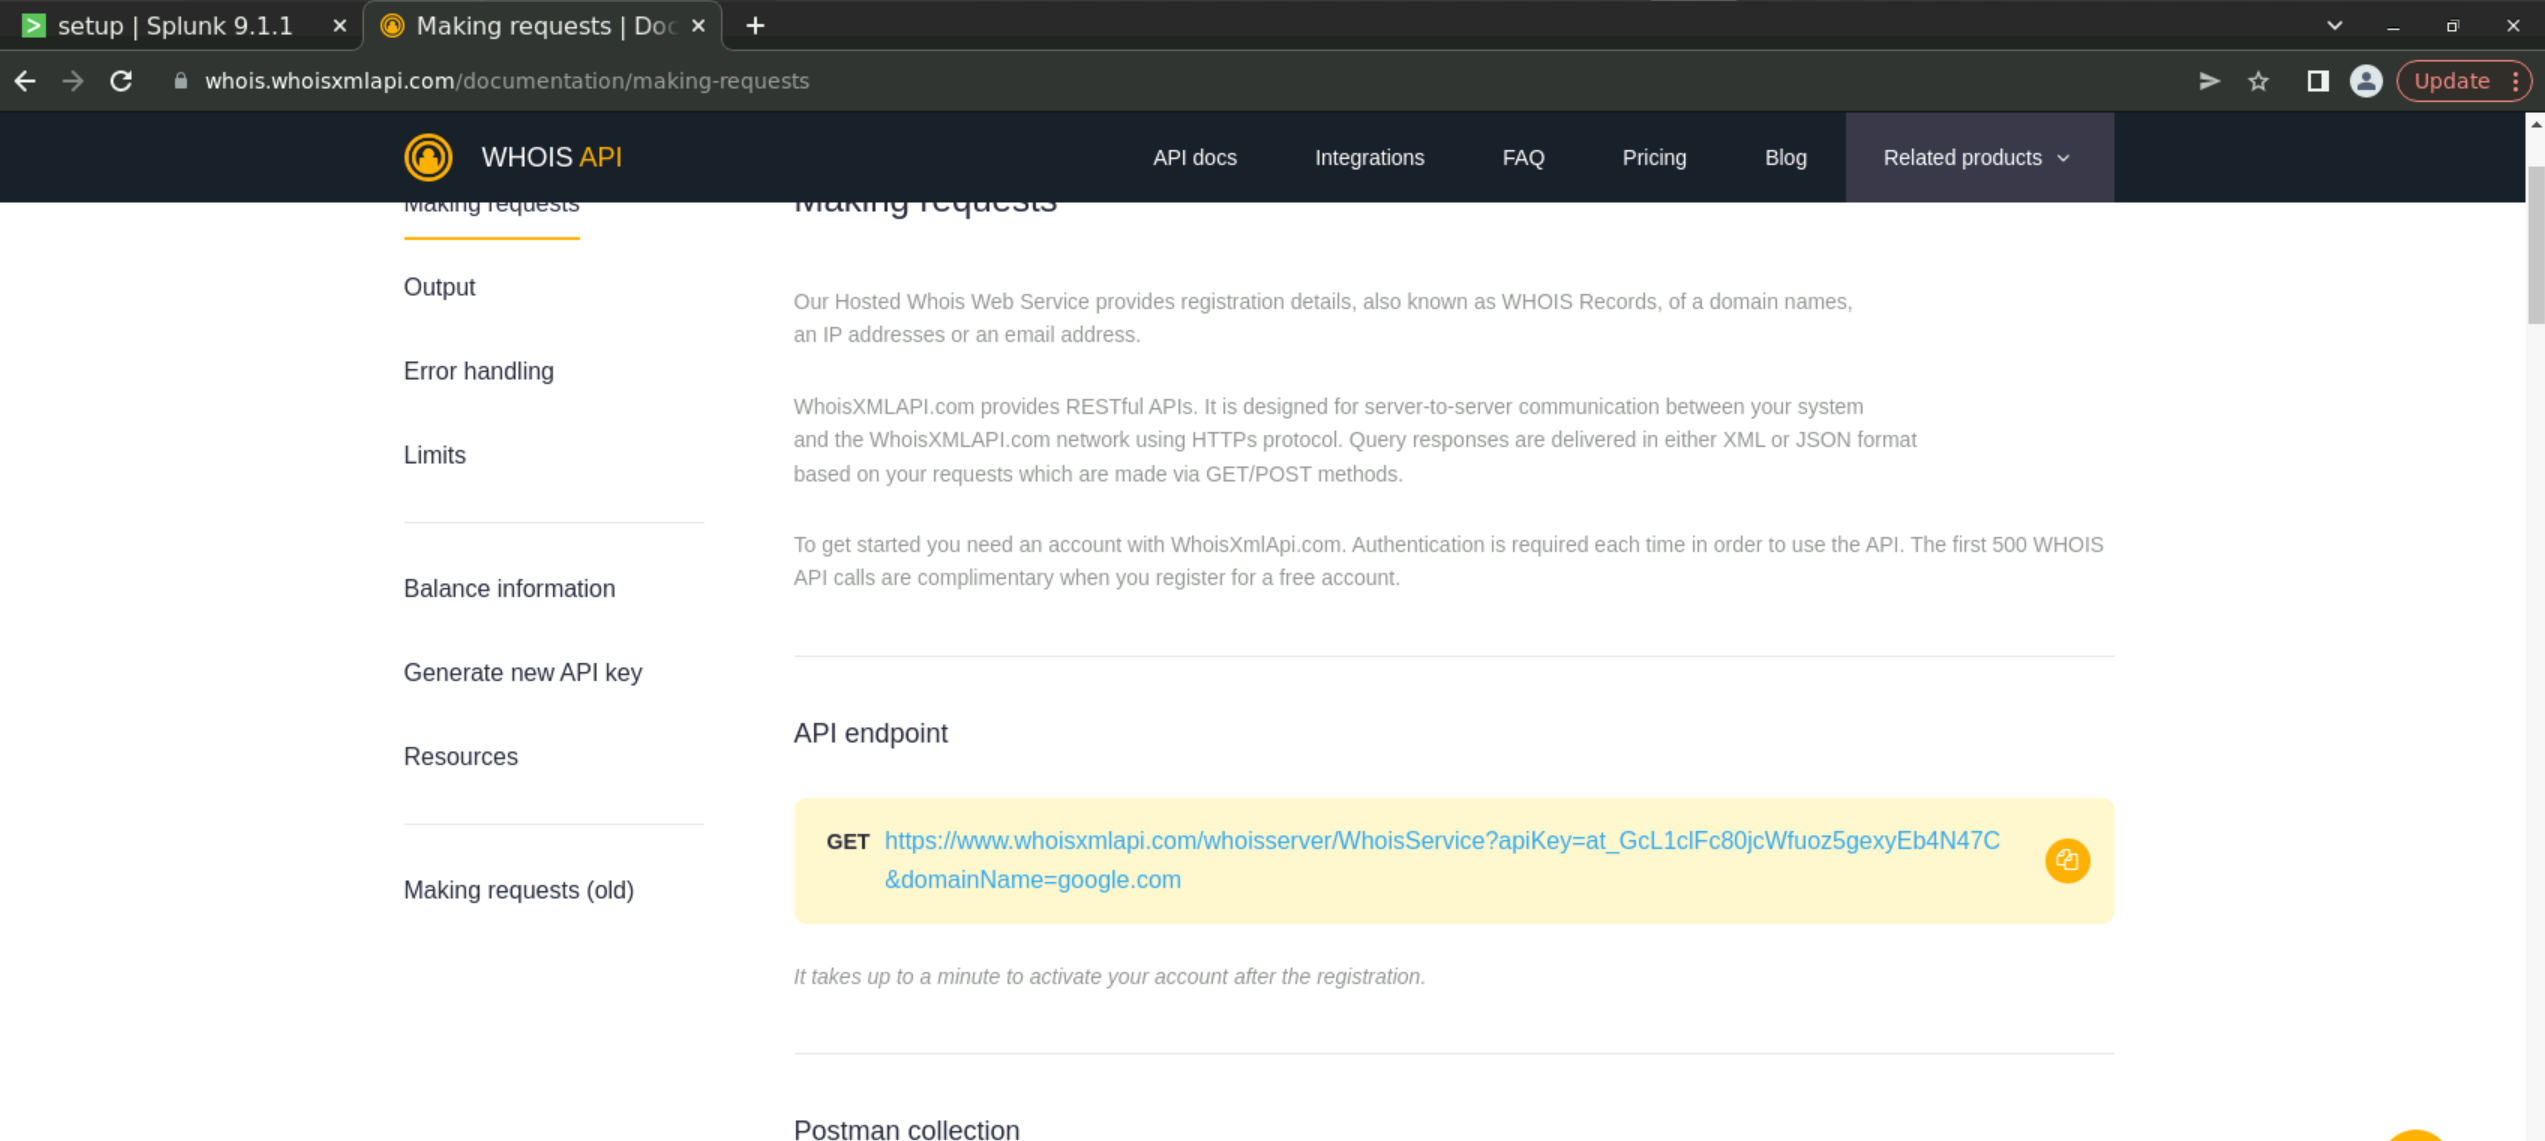 setup | Splunk 9.1.1
Making requests | Doc
whois.whoisxmlapi.com/documentation/making-requests
Update
WHOIS API
API docs
Integrations
FAQ
Pricing
Blog
Related products
Making requests
Output
Error handling
Limits
Balance information
Generate new API key
Resources
Making requests (old)
Making requests
Our Hosted Whois Web Service provides registration details, also known as WHOIS Records, of a domain names,
an IP addresses or an email address.
WhoisXMLAPI.com provides RESTful APIs. It is designed for server-to-server communication between your system
and the WhoisXMLAPI.com network using HTTPs protocol. Query responses are delivered in either XML or JSON format
based on your requests which are made via GET/POST methods.
To get started you need an account with WhoisXmlApi.com. Authentication is required each time in order to use the API. The first 500 WHOIS
API calls are complimentary when you register for a free account.
API endpoint
GET https://www.whoisxmlapi.com/whoisserver/WhoisService?apiKey=at_GcL1clFc80jcWfuoz5gexyEb4N47C
&domainName=google.com
It takes up to a minute to activate your account after the registration.
Postman collection